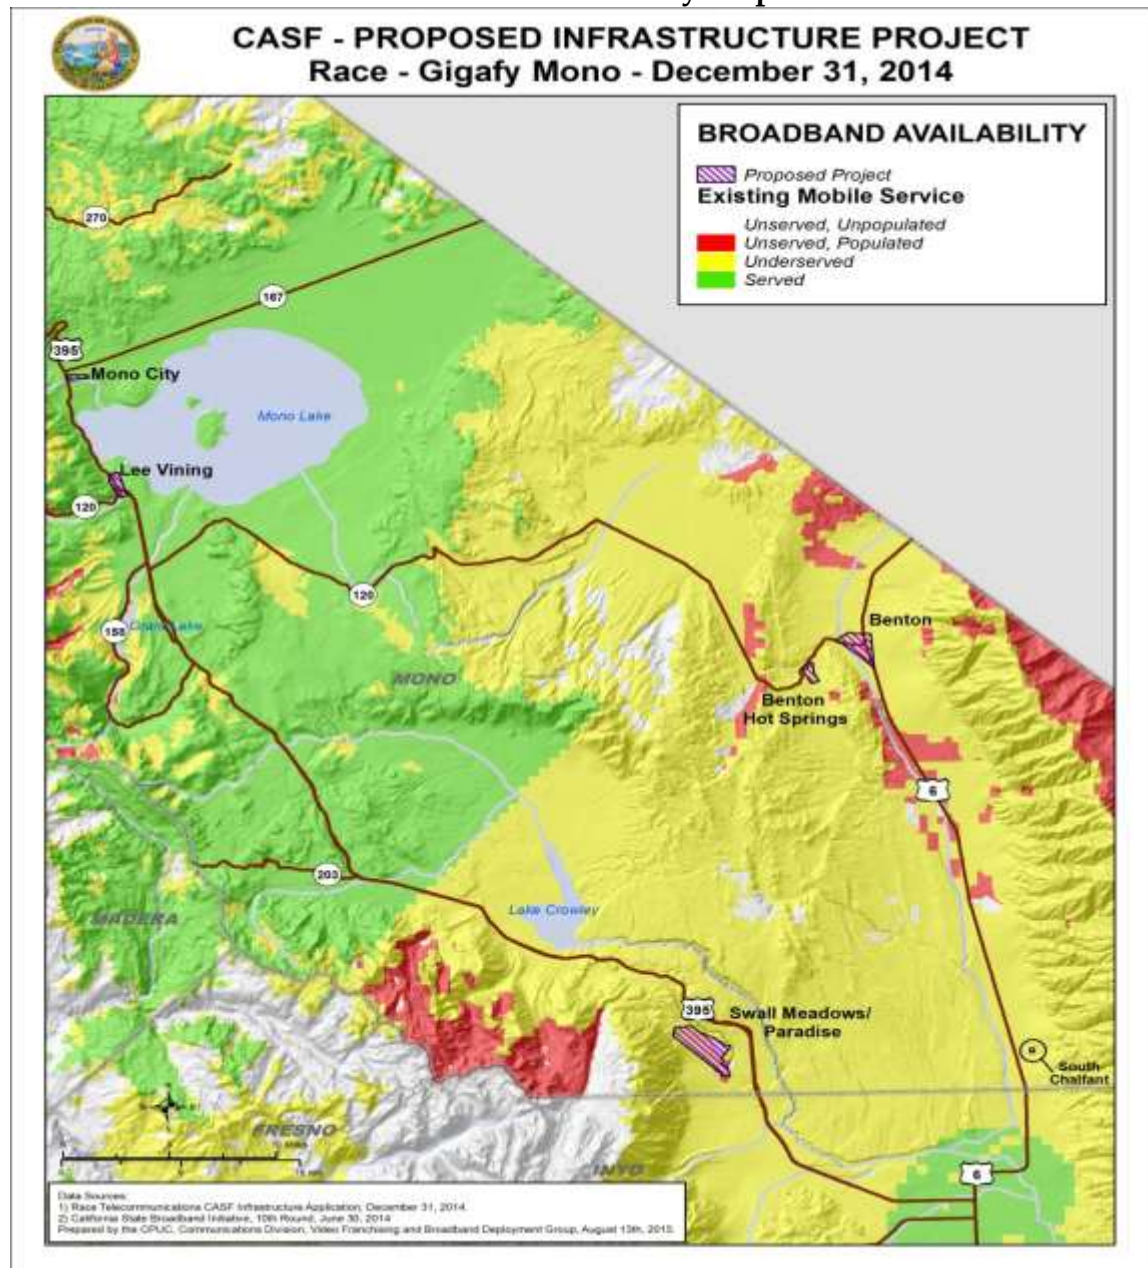 CASF - PROPOSED INFRASTRUCTURE PROJECT
Race - Gigafy Mono - December 31, 2014
BROADBAND AVAILABILITY
Proposed Project
Existing Mobile Service
Unserved, Unpopulated
Unserved, Populated
Underserved
Served
270
167
395
Mono City
Mono Lake
Lee Vining
120
120
158
Lake
MONO
Benton
Benton
Hot Springs
6
203
MADERA
Lake Crowley
395
Swall Meadows/
Paradise
South
Chalfant
FRESNO
INYO
6
Data Sources:
1) Race Telecommunications CASF Infrastructure Application, December 31, 2014.
2) California State Broadband Initiative, 10th Round, June 30, 2014
Prepared by the CPUC, Communications Division, Video Franchising and Broadband Deployment Group, August 13th, 2015.